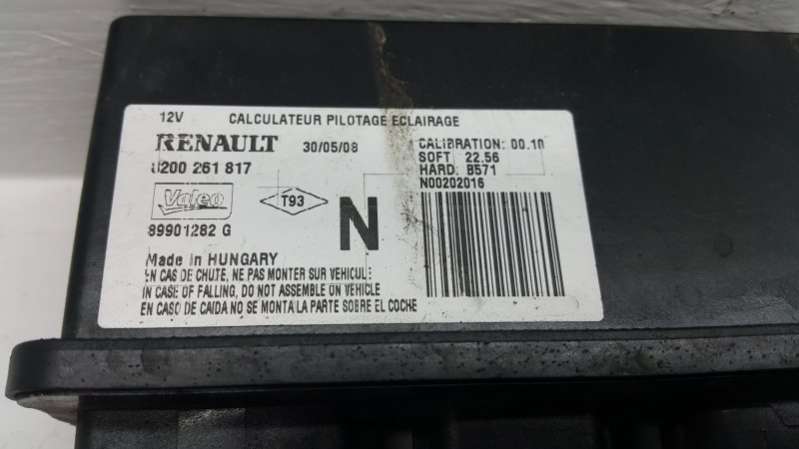 12V CALCULATEUR PILOTAGE ECLAIRAGE
RENAULT 30/05/08 CALIBRATION: 00.10
8200 261 817 SOFT 22.56
HARD: B571
Valeo T93 N N00202016
89901282 G
Made in HUNGARY
EN CAS DE CHUTE, NE PAS MONTER SUR VEHICULE
IN CASE OF FALLING, DO NOT ASSEMBLE ON VEHICLE
EN CASO DE CAIDA NO SE MONTA LA PARTE SOBRE EL COCHE